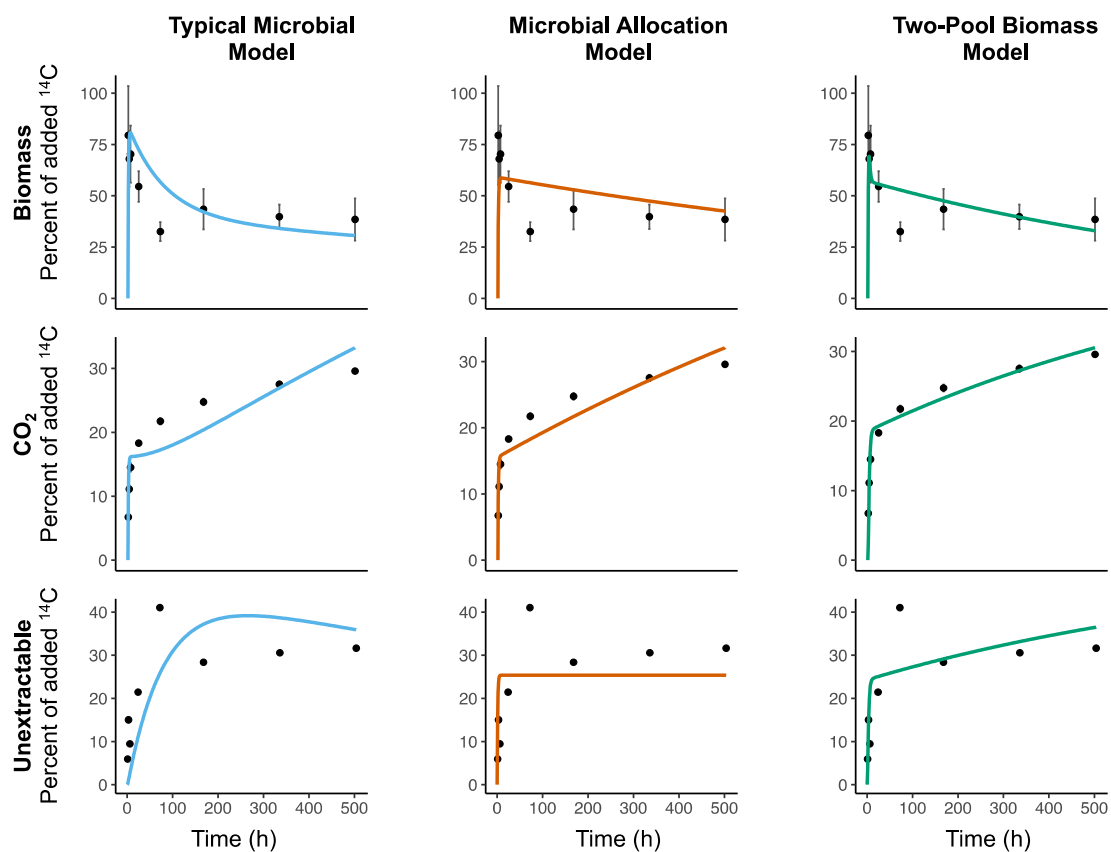 Typical Microbial
Model
Microbial Allocation
Model
Two-Pool Biomass
Model
Biomass
Percent of added ¹⁴C
100
75
50
25
0
100
75
50
25
0
100
75
50
25
0
CO₂
Percent of added ¹⁴C
30
20
10
0
30
20
10
0
30
20
10
0
Unextractable
Percent of added ¹⁴C
40
30
20
10
0
40
30
20
10
0
40
30
20
10
0
0 100 200 300 400 500
0 100 200 300 400 500
0 100 200 300 400 500
Time (h)
Time (h)
Time (h)